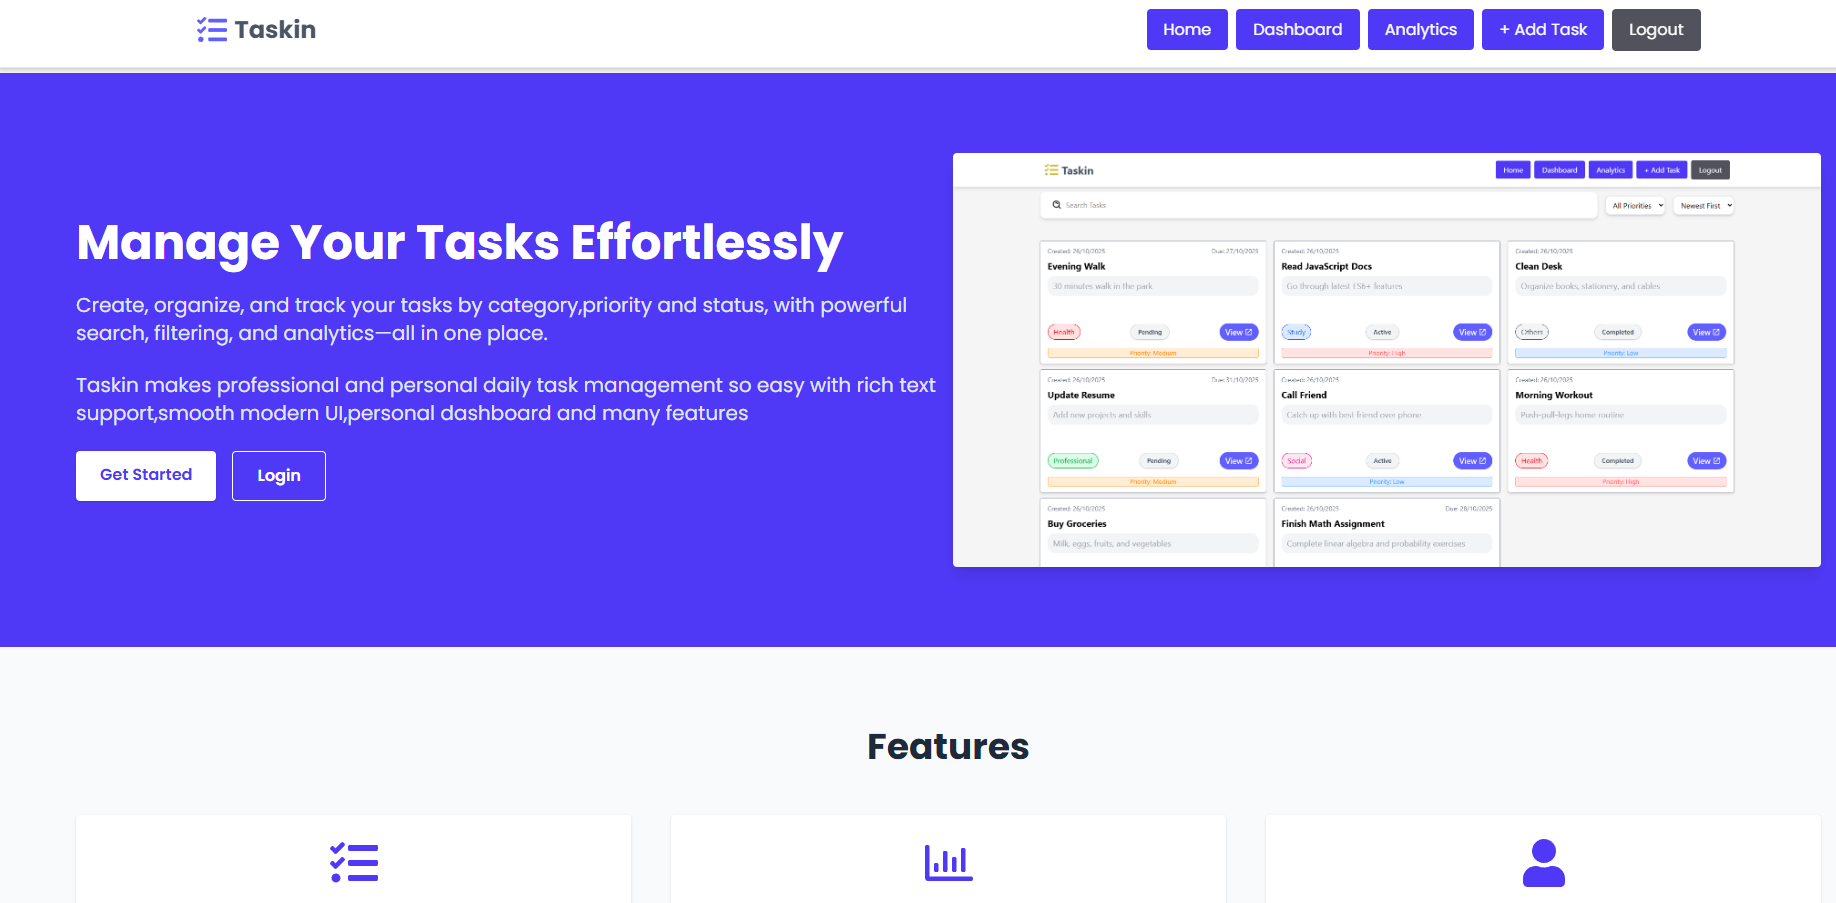 Taskin
Home Dashboard Analytics + Add Task Logout
Manage Your Tasks Effortlessly
Create, organize, and track your tasks by category,priority and status, with powerful
search, filtering, and analytics—all in one place.
Taskin makes professional and personal daily task management so easy with rich text
support,smooth modern UI,personal dashboard and many features
Get Started Login
Taskin
Home Dashboard Analytics + Add Task Logout
Search Tasks All Priorities Newest First
Created: 26/10/2025 Due: 27/10/2025
Evening Walk
30 minutes walk in the park
Health Pending View
Priority: Medium
Created: 26/10/2025
Read JavaScript Docs
Go through latest ES6+ features
Study Active View
Priority: High
Created: 26/10/2025
Clean Desk
Organize books, stationery, and cables
Others Completed View
Priority: Low
Created: 26/10/2025 Due: 31/10/2025
Update Resume
Add new projects and skills
Professional Pending View
Priority: Medium
Created: 26/10/2025
Call Friend
Catch up with best friend over phone
Social Active View
Priority: Low
Created: 26/10/2025
Morning Workout
Push-pull-legs home routine
Health Completed View
Priority: High
Created: 26/10/2025
Buy Groceries
Milk, eggs, fruits, and vegetables
Created: 26/10/2025 Due: 28/10/2025
Finish Math Assignment
Complete linear algebra and probability exercises
Features